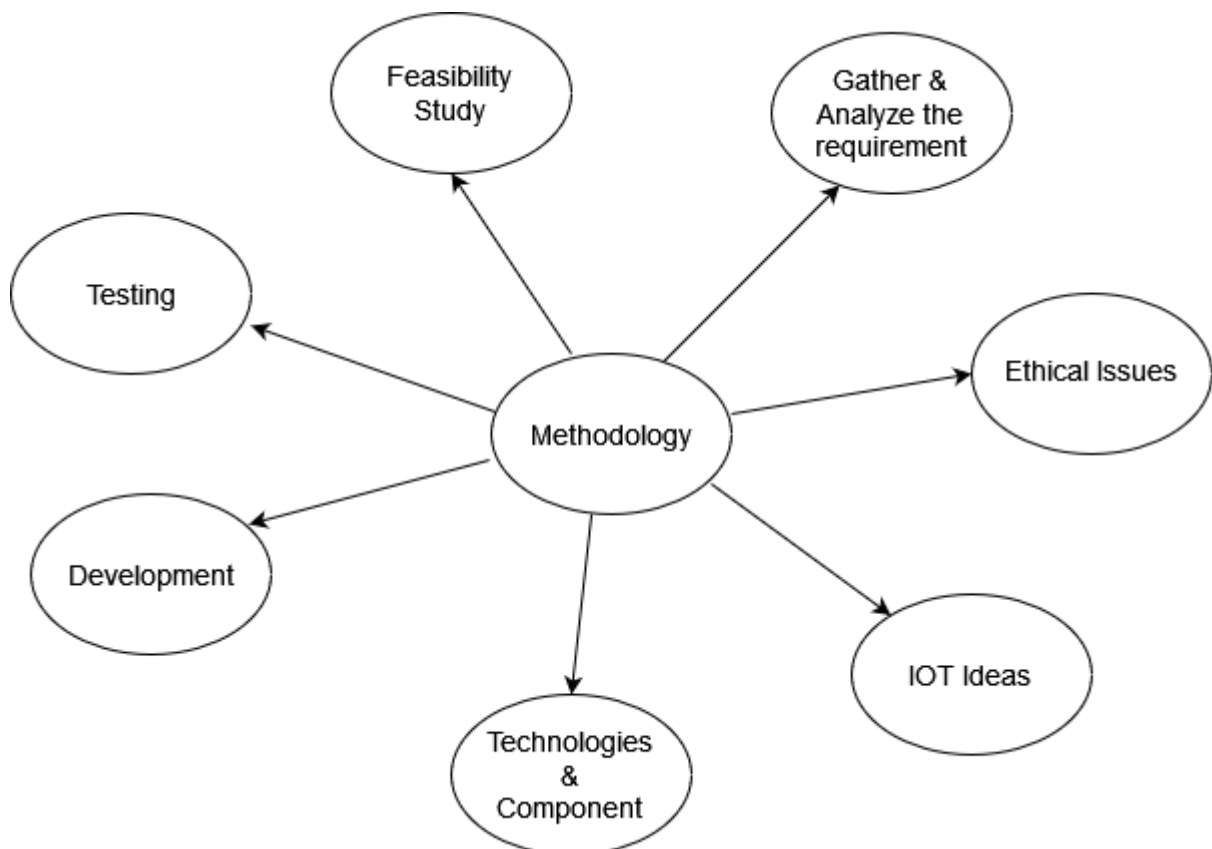 Feasibility
Study
Gather &
Analyze the
requirement
Testing
Ethical Issues
Methodology
Development
IOT Ideas
Technologies
&
Component